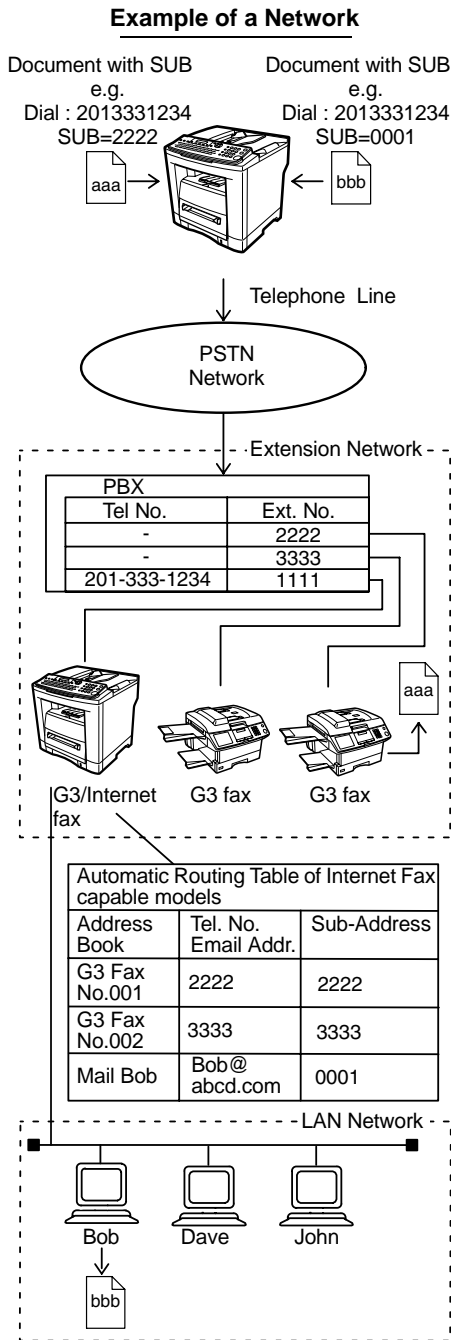 Example of a Network
Document with SUB
e.g.
Dial : 2013331234
SUB=2222
aaa
Document with SUB
e.g.
Dial : 2013331234
SUB=0001
bbb
Telephone Line
PSTN
Network
Extension Network
PBX
Tel No. Ext. No.
- 2222
- 3333
201-333-1234 1111
aaa
G3/Internet
fax
G3 fax
G3 fax
Automatic Routing Table of Internet Fax
capable models
Address
Book
Tel. No.
Email Addr.
Sub-Address
G3 Fax
No.001
2222
2222
G3 Fax
No.002
3333
3333
Mail Bob
Bob@
abcd.com
0001
LAN Network
Bob
Dave
John
bbb